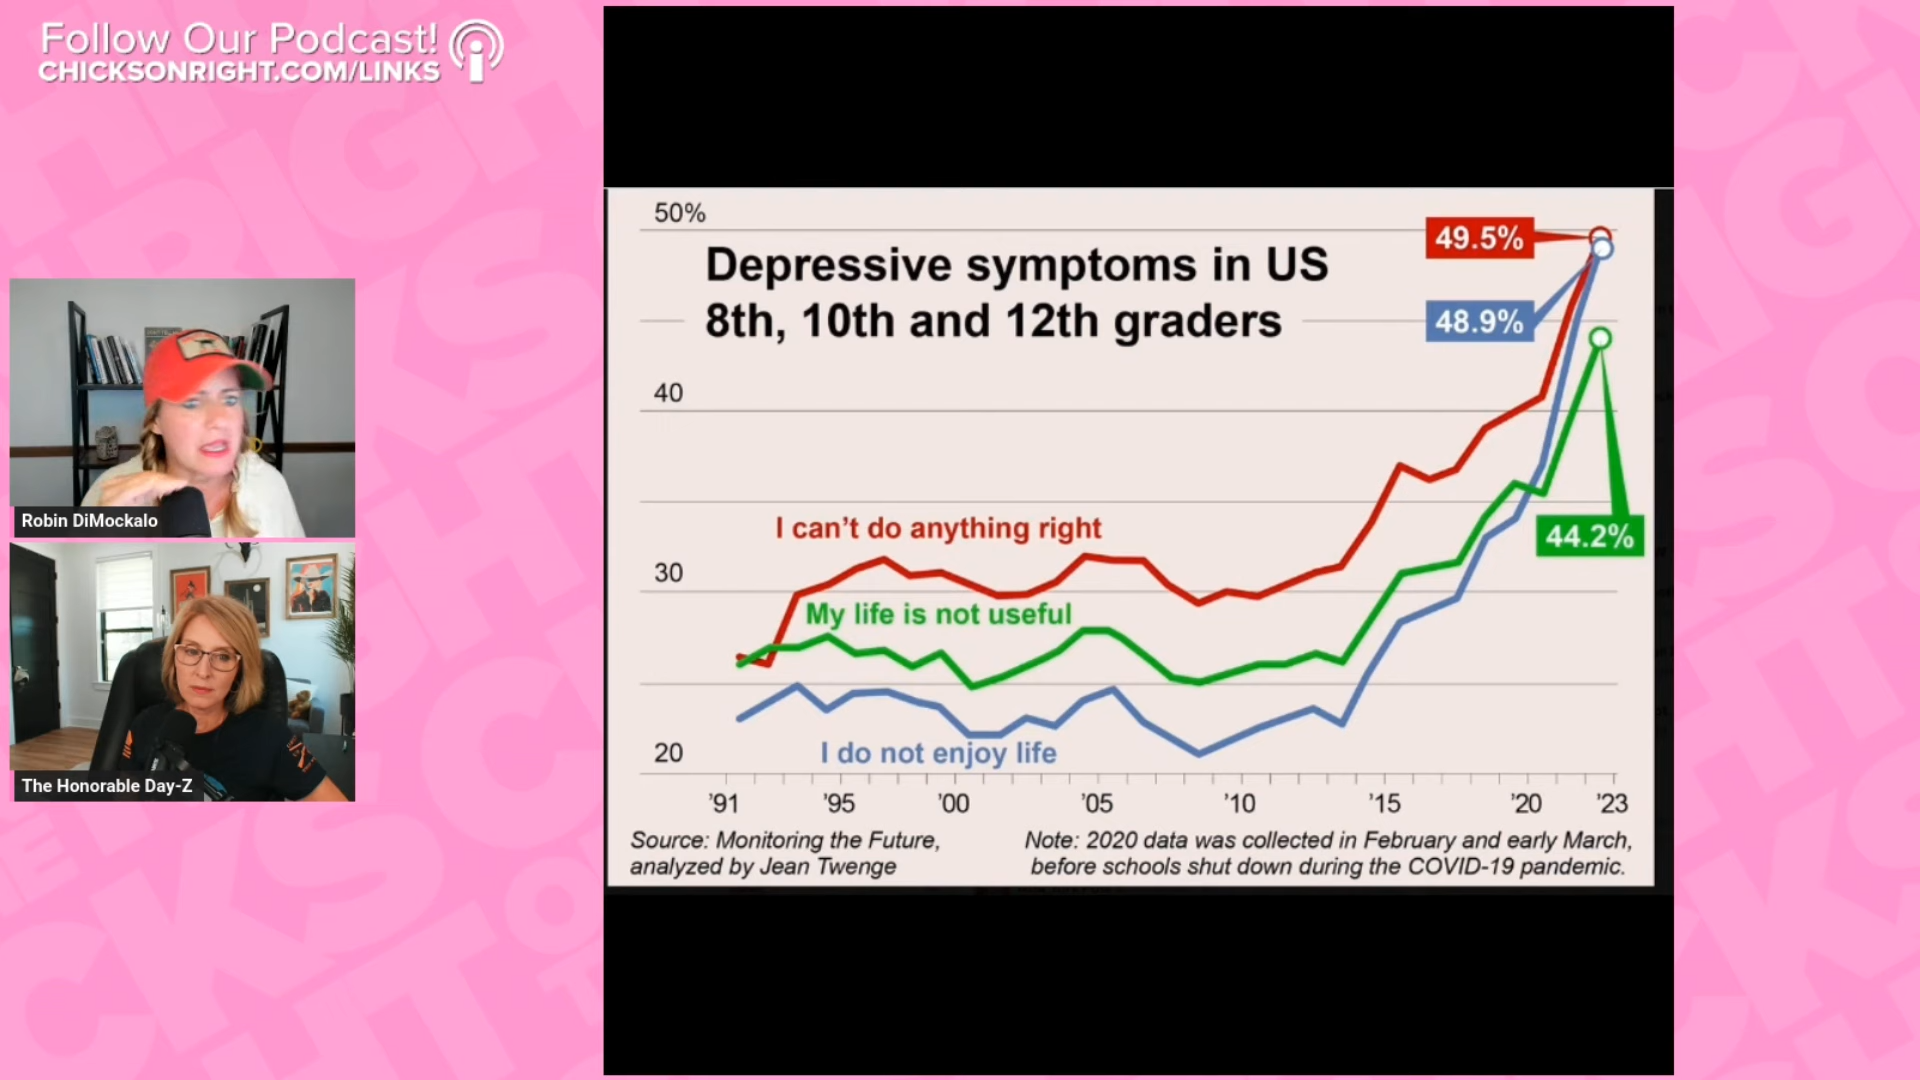 Follow Our Podcast!
CHICKSONRIGHT.COM/LINKS
Robin DiMockalo
The Honorable Day-Z
50%
Depressive symptoms in US
8th, 10th and 12th graders
49.5%
48.9%
40
I can't do anything right
44.2%
30
My life is not useful
20
I do not enjoy life
'91 '95 '00 '05 '10 '15 '20 '23
Source: Monitoring the Future,
analyzed by Jean Twenge
Note: 2020 data was collected in February and early March,
before schools shut down during the COVID-19 pandemic.